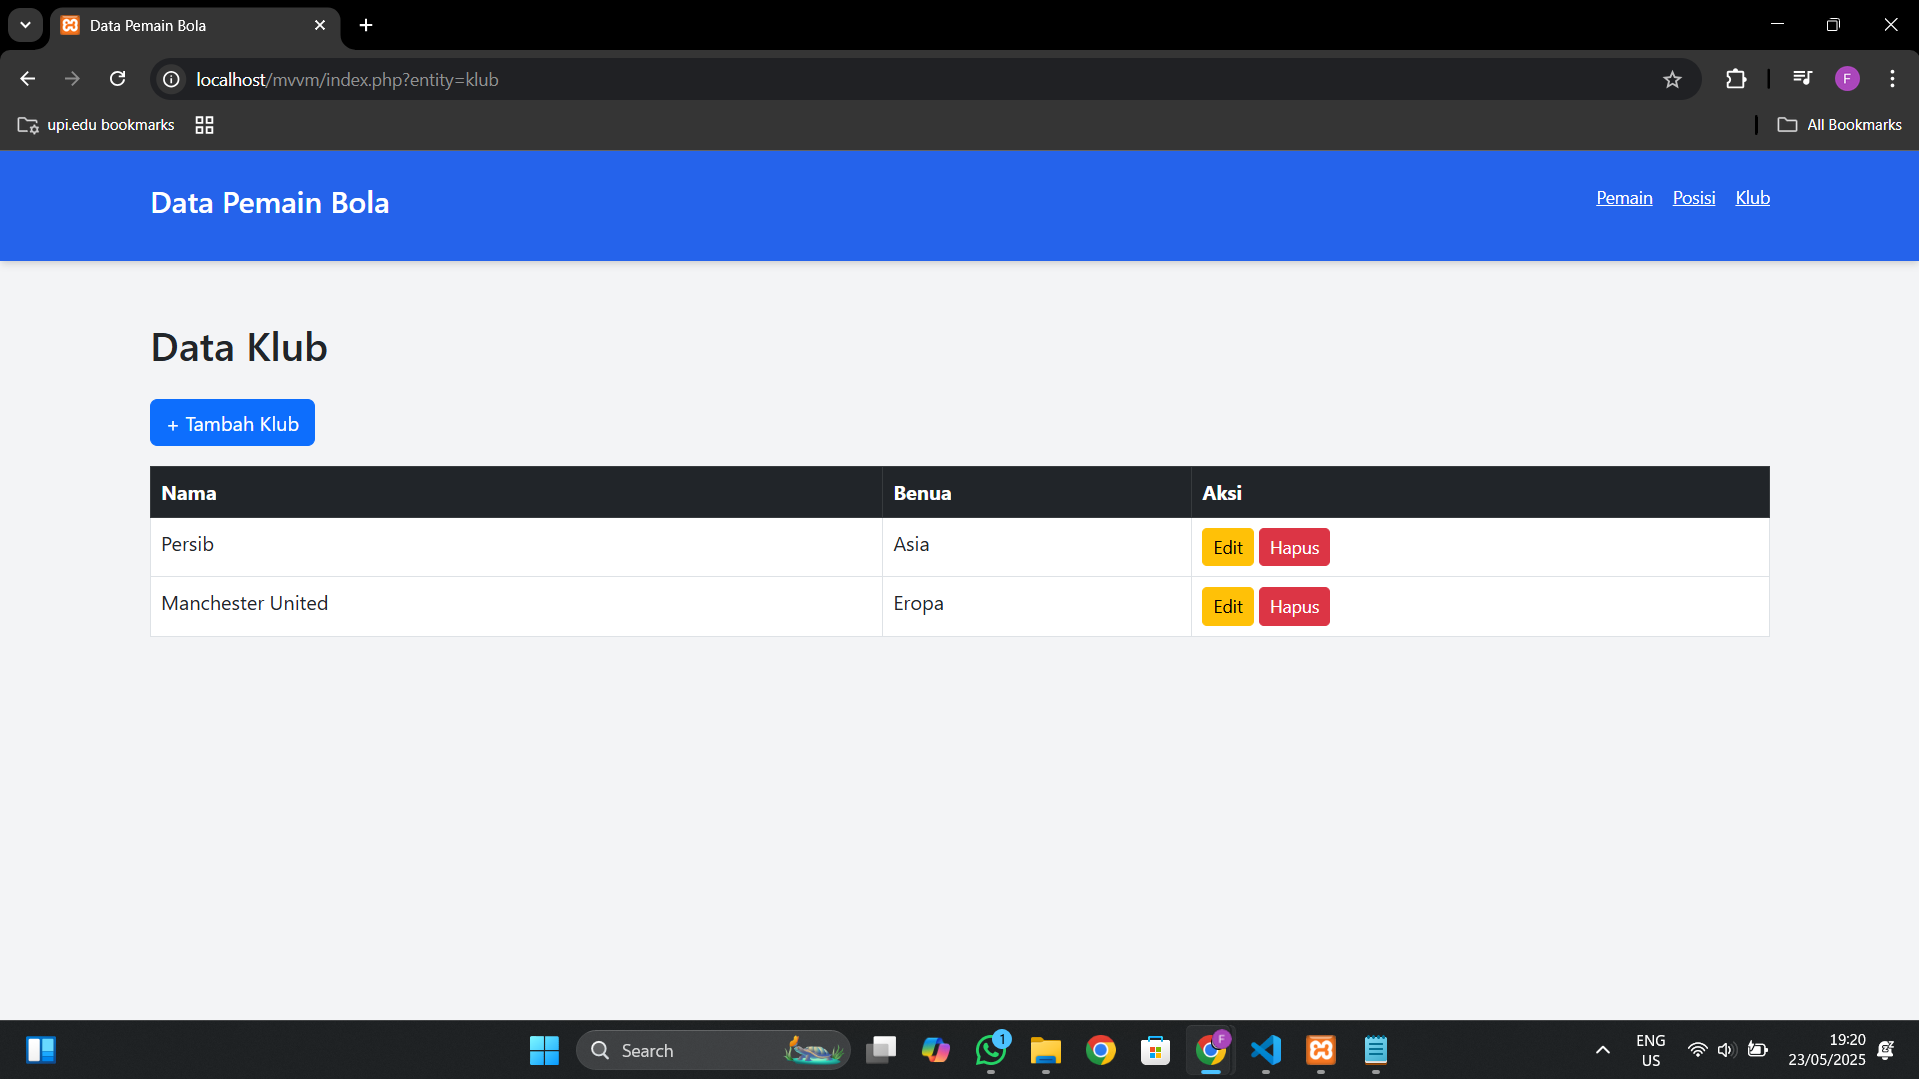 Data Pemain Bola
localhost/mvvm/index.php?entity=klub
F
upi.edu bookmarks
All Bookmarks
Data Pemain Bola
Pemain Posisi Klub
Data Klub
+ Tambah Klub
Nama Benua Aksi
Persib Asia Edit Hapus
Manchester United Eropa Edit Hapus
Search
1
F
ENG
US
19:20
23/05/2025